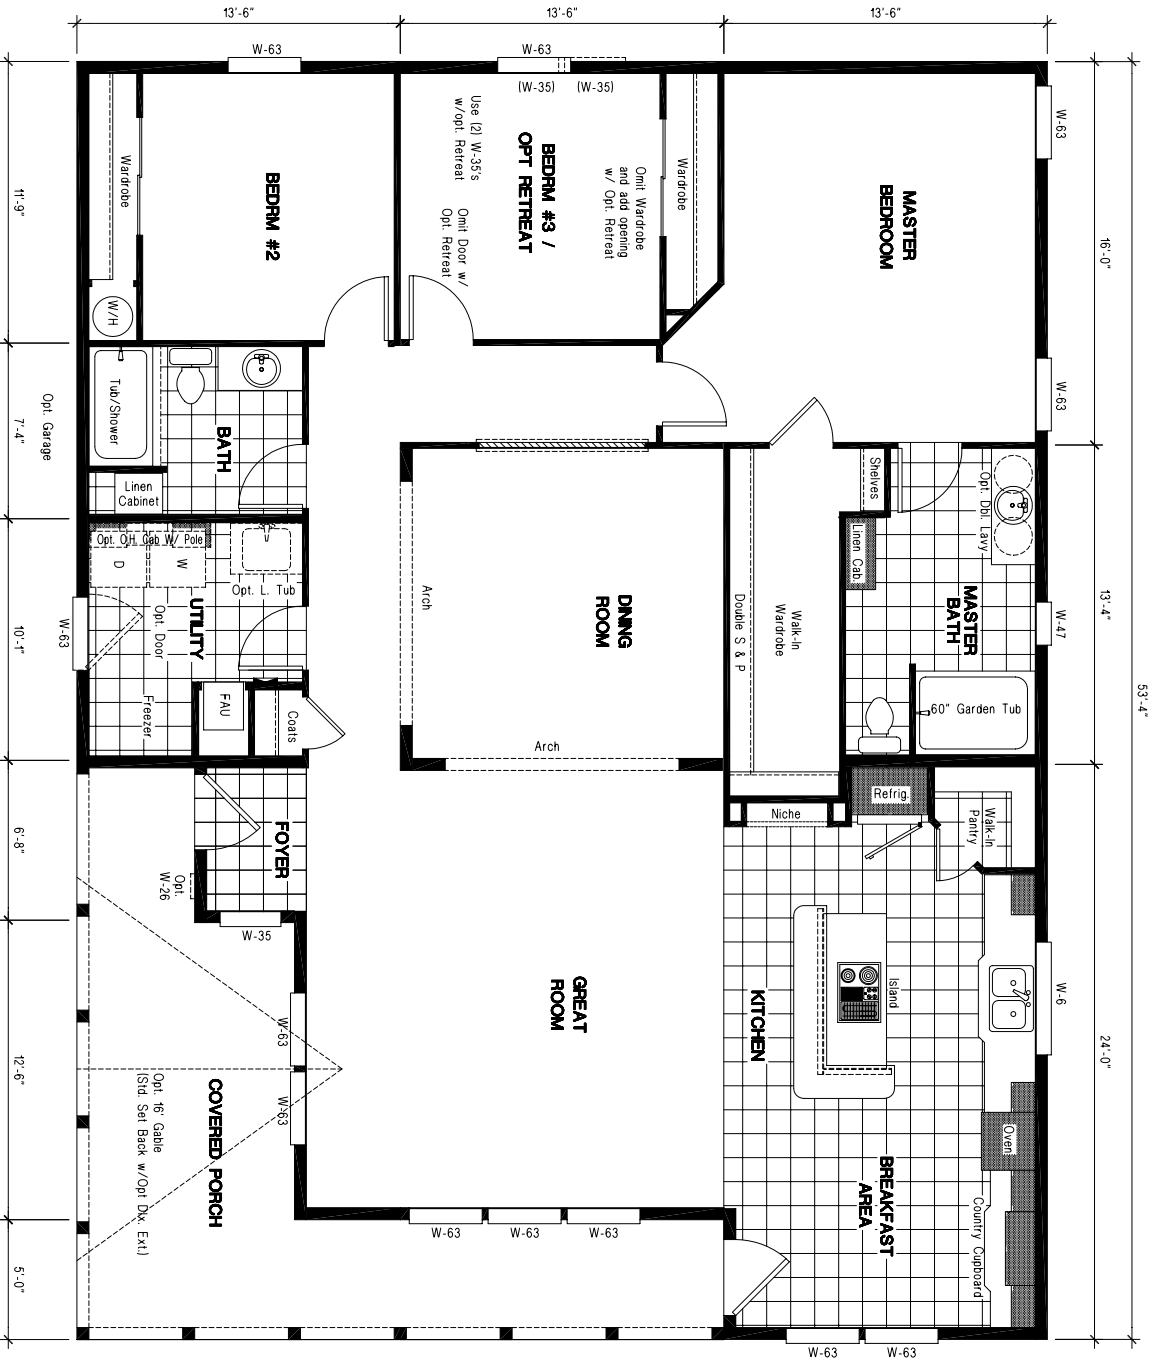 13'-6"
13'-6"
13'-6"
W-63
W-63
(W-35)
(W-35)
W-63
Wardrobe
BEDRM #2
Use (2) W-35's
w/opt. Retreat
BEDRM #3 /
OPT RETREAT
Omit Wardrobe
and add opening
w/ Opt. Retreat
Omit Door w/
Opt. Retreat
Wardrobe
MASTER
BEDROOM
16'-0"
11'-9"
W/H
W-63
Opt. Garage
7'-4"
Tub/Shower
BATH
Linen
Cabinet
Shelves
Opt. Dbl. Lavy
Linen Cab.
Opt. O.H. Cab W/ Pole
D
W
Opt. L. Tub
UTILITY
Opt. Door
W-63
10'-1"
Freezer
FAU
Coats
Arch
DINING
ROOM
Arch
Double S & P
Walk-In
Wardrobe
MASTER
BATH
W-47
13'-4"
53'-4"
60" Garden Tub
Refrig.
Niche
Walk-In
Pantry
FOYER
6'-8"
Opt.
W-26
W-35
GREAT
ROOM
KITCHEN
Island
W-6
24'-0"
W-63
W-63
12'-6"
COVERED PORCH
Opt. 16' Gable
(Std. Set Back w/Opt Dlx. Ext.)
Oven
BREAKFAST
AREA
Country Cupboard
W-63
W-63
W-63
5'-0"
W-63
W-63